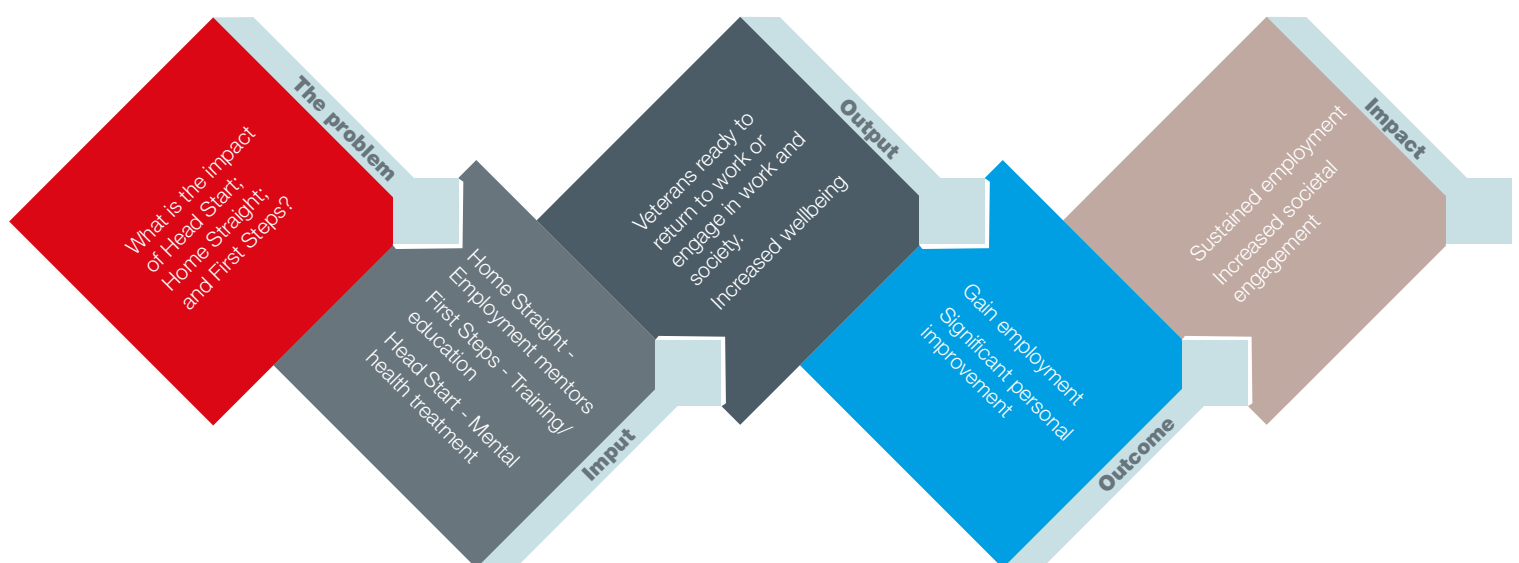 The problem
What is the impact
of Head Start;
Home Straight;
and First Steps?
Imput
Home Straight -
Employment mentors
First Steps - Training/
education
Head Start - Mental
health treatment
Output
Veterans ready to
return to work or
engage in work and
society.
Increased wellbeing
Outcome
Gain employment
Significant personal
improvement
Impact
Sustained employment
Increased societal
engagement